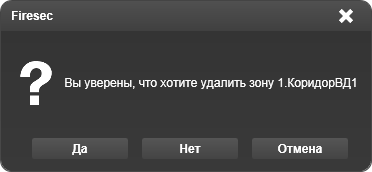 Firesec
Вы уверены, что хотите удалить зону 1.КоридорВД1
Да
Нет
Отмена